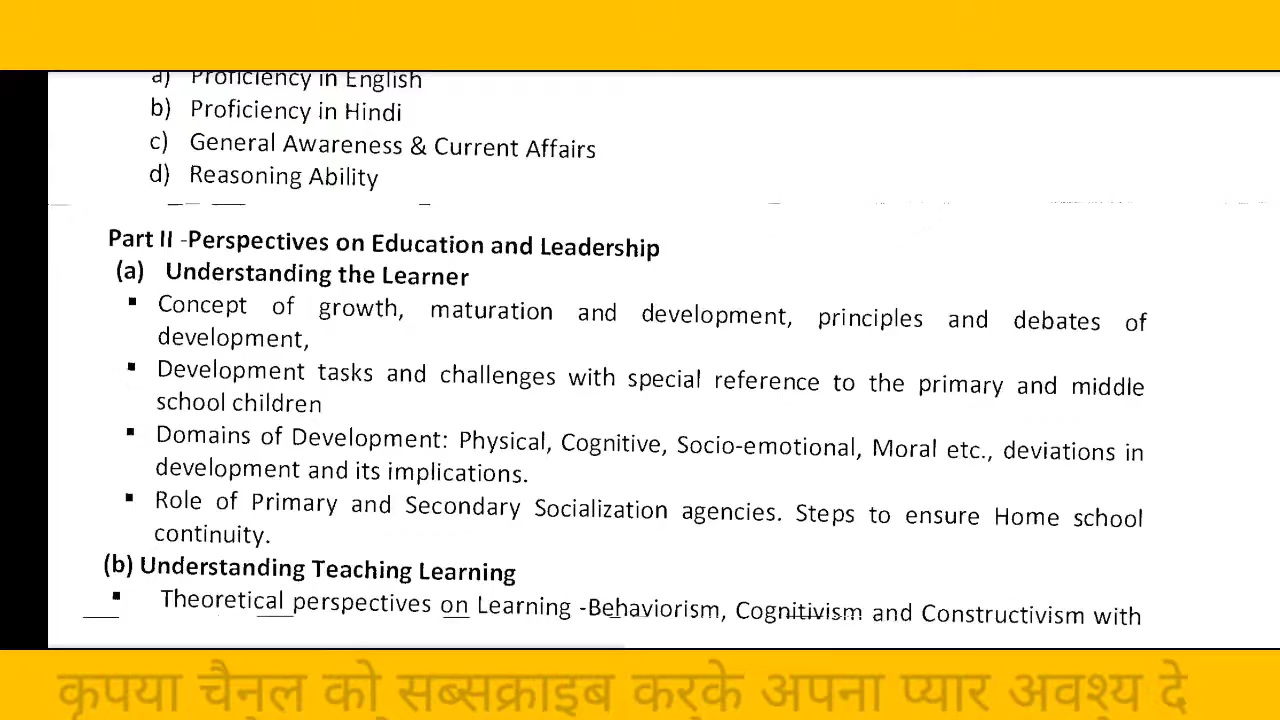 a) Proficiency in English
b) Proficiency in Hindi
c) General Awareness & Current Affairs
d) Reasoning Ability
Part II -Perspectives on Education and Leadership
(a) Understanding the Learner
▪ Concept of growth, maturation and development, principles and debates of
development,
▪ Development tasks and challenges with special reference to the primary and middle
school children
▪ Domains of Development: Physical, Cognitive, Socio-emotional, Moral etc., deviations in
development and its implications.
▪ Role of Primary and Secondary Socialization agencies. Steps to ensure Home school
continuity.
(b) Understanding Teaching Learning
▪ Theoretical perspectives on Learning -Behaviorism, Cognitivism and Constructivism with
कृपया चैनल को सब्सक्राइब करके अपना प्यार अवश्य दे